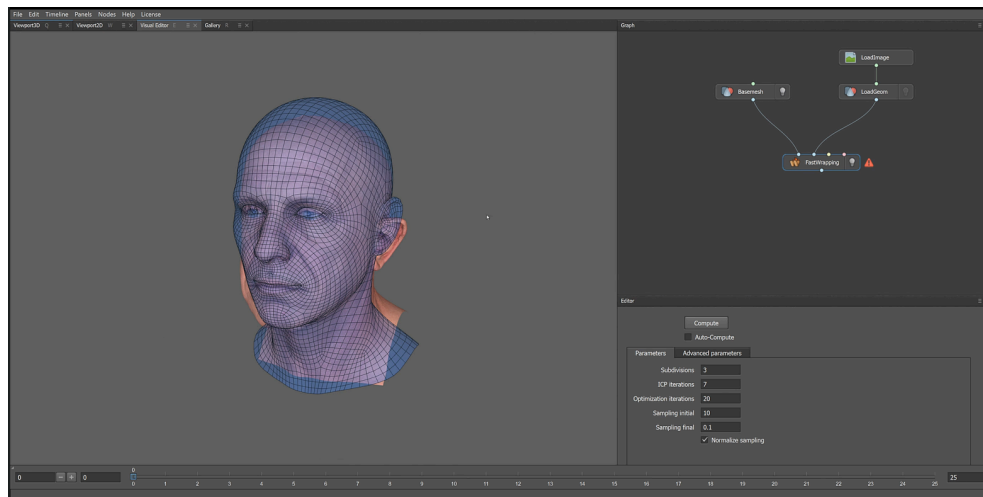 File Edit Timeline Panels Nodes Help License
Viewport3D Q Viewport2D W Visual Editor E Gallery R Graph
LoadImage
Basemesh LoadGeom
FastWrapping
Editor
Compute
Auto-Compute
Parameters Advanced parameters
Subdivisions 3
ICP iterations 7
Optimization iterations 20
Sampling initial 10
Sampling final 0.1
Normalize sampling
0
0 0 25
0 1 2 3 4 5 6 7 8 9 10 11 12 13 14 15 16 17 18 19 20 21 22 23 24 25